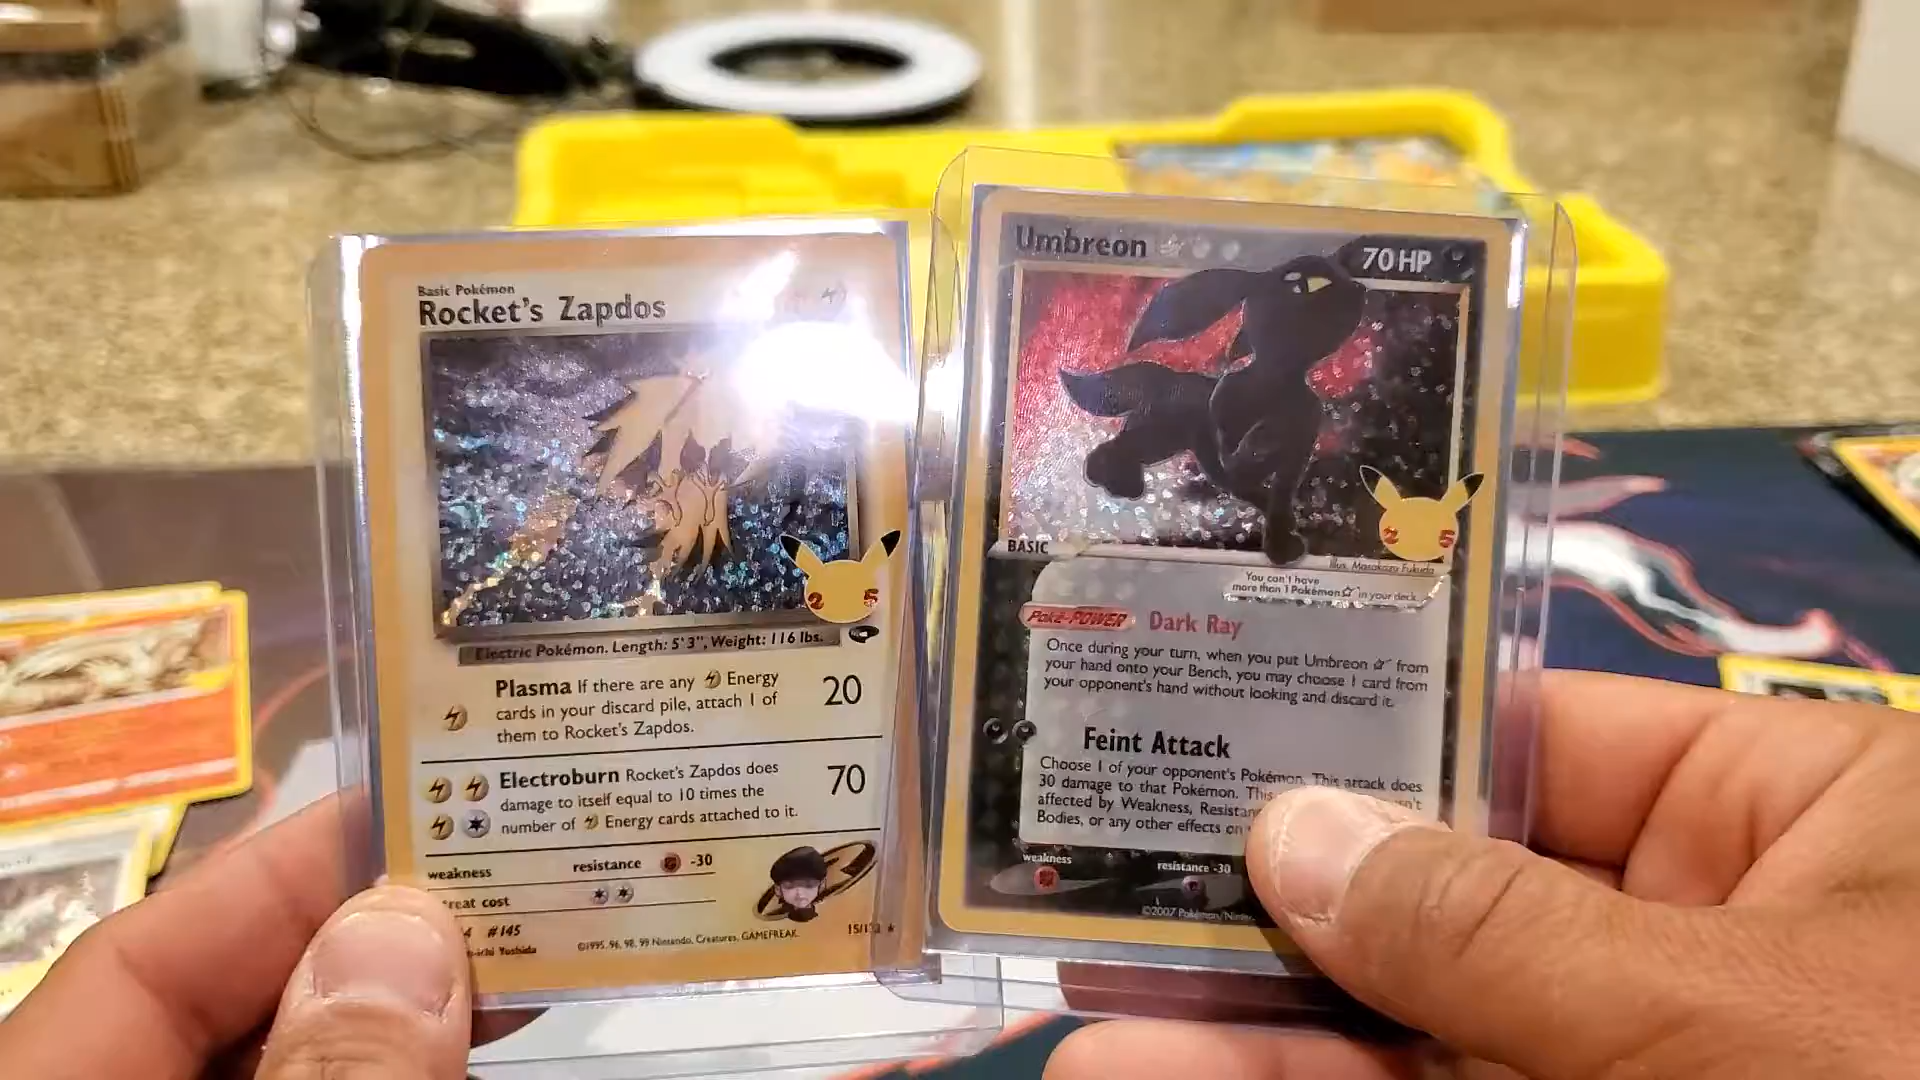 Basic Pokémon
Rocket's Zapdos
25
Electric Pokémon. Length: 5'3", Weight: 116 lbs.
Plasma If there are any Energy
cards in your discard pile, attach 1 of
them to Rocket's Zapdos.
20
Electroburn Rocket's Zapdos does
damage to itself equal to 10 times the
number of Energy cards attached to it.
70
weakness
resistance -30
treat cost
#145
Yoshida
©1995, 96, 98, 99 Nintendo, Creatures, GAMEFREAK.
Umbreon
70 HP
25
BASIC
Illus. Masakazu Fukuda
You can't have
more than 1 Pokémon☆ in your deck.
Poké-POWER Dark Ray
Once during your turn, when you put Umbreon ☆ from
your hand onto your Bench, you may choose 1 card from
your opponent's hand without looking and discard it.
Feint Attack
Choose 1 of your opponent's Pokémon. This attack does
30 damage to that Pokémon. This
affected by Weakness,
Bodies, or any other effects on
weakness
resistance -30
©2007 Pokémon/